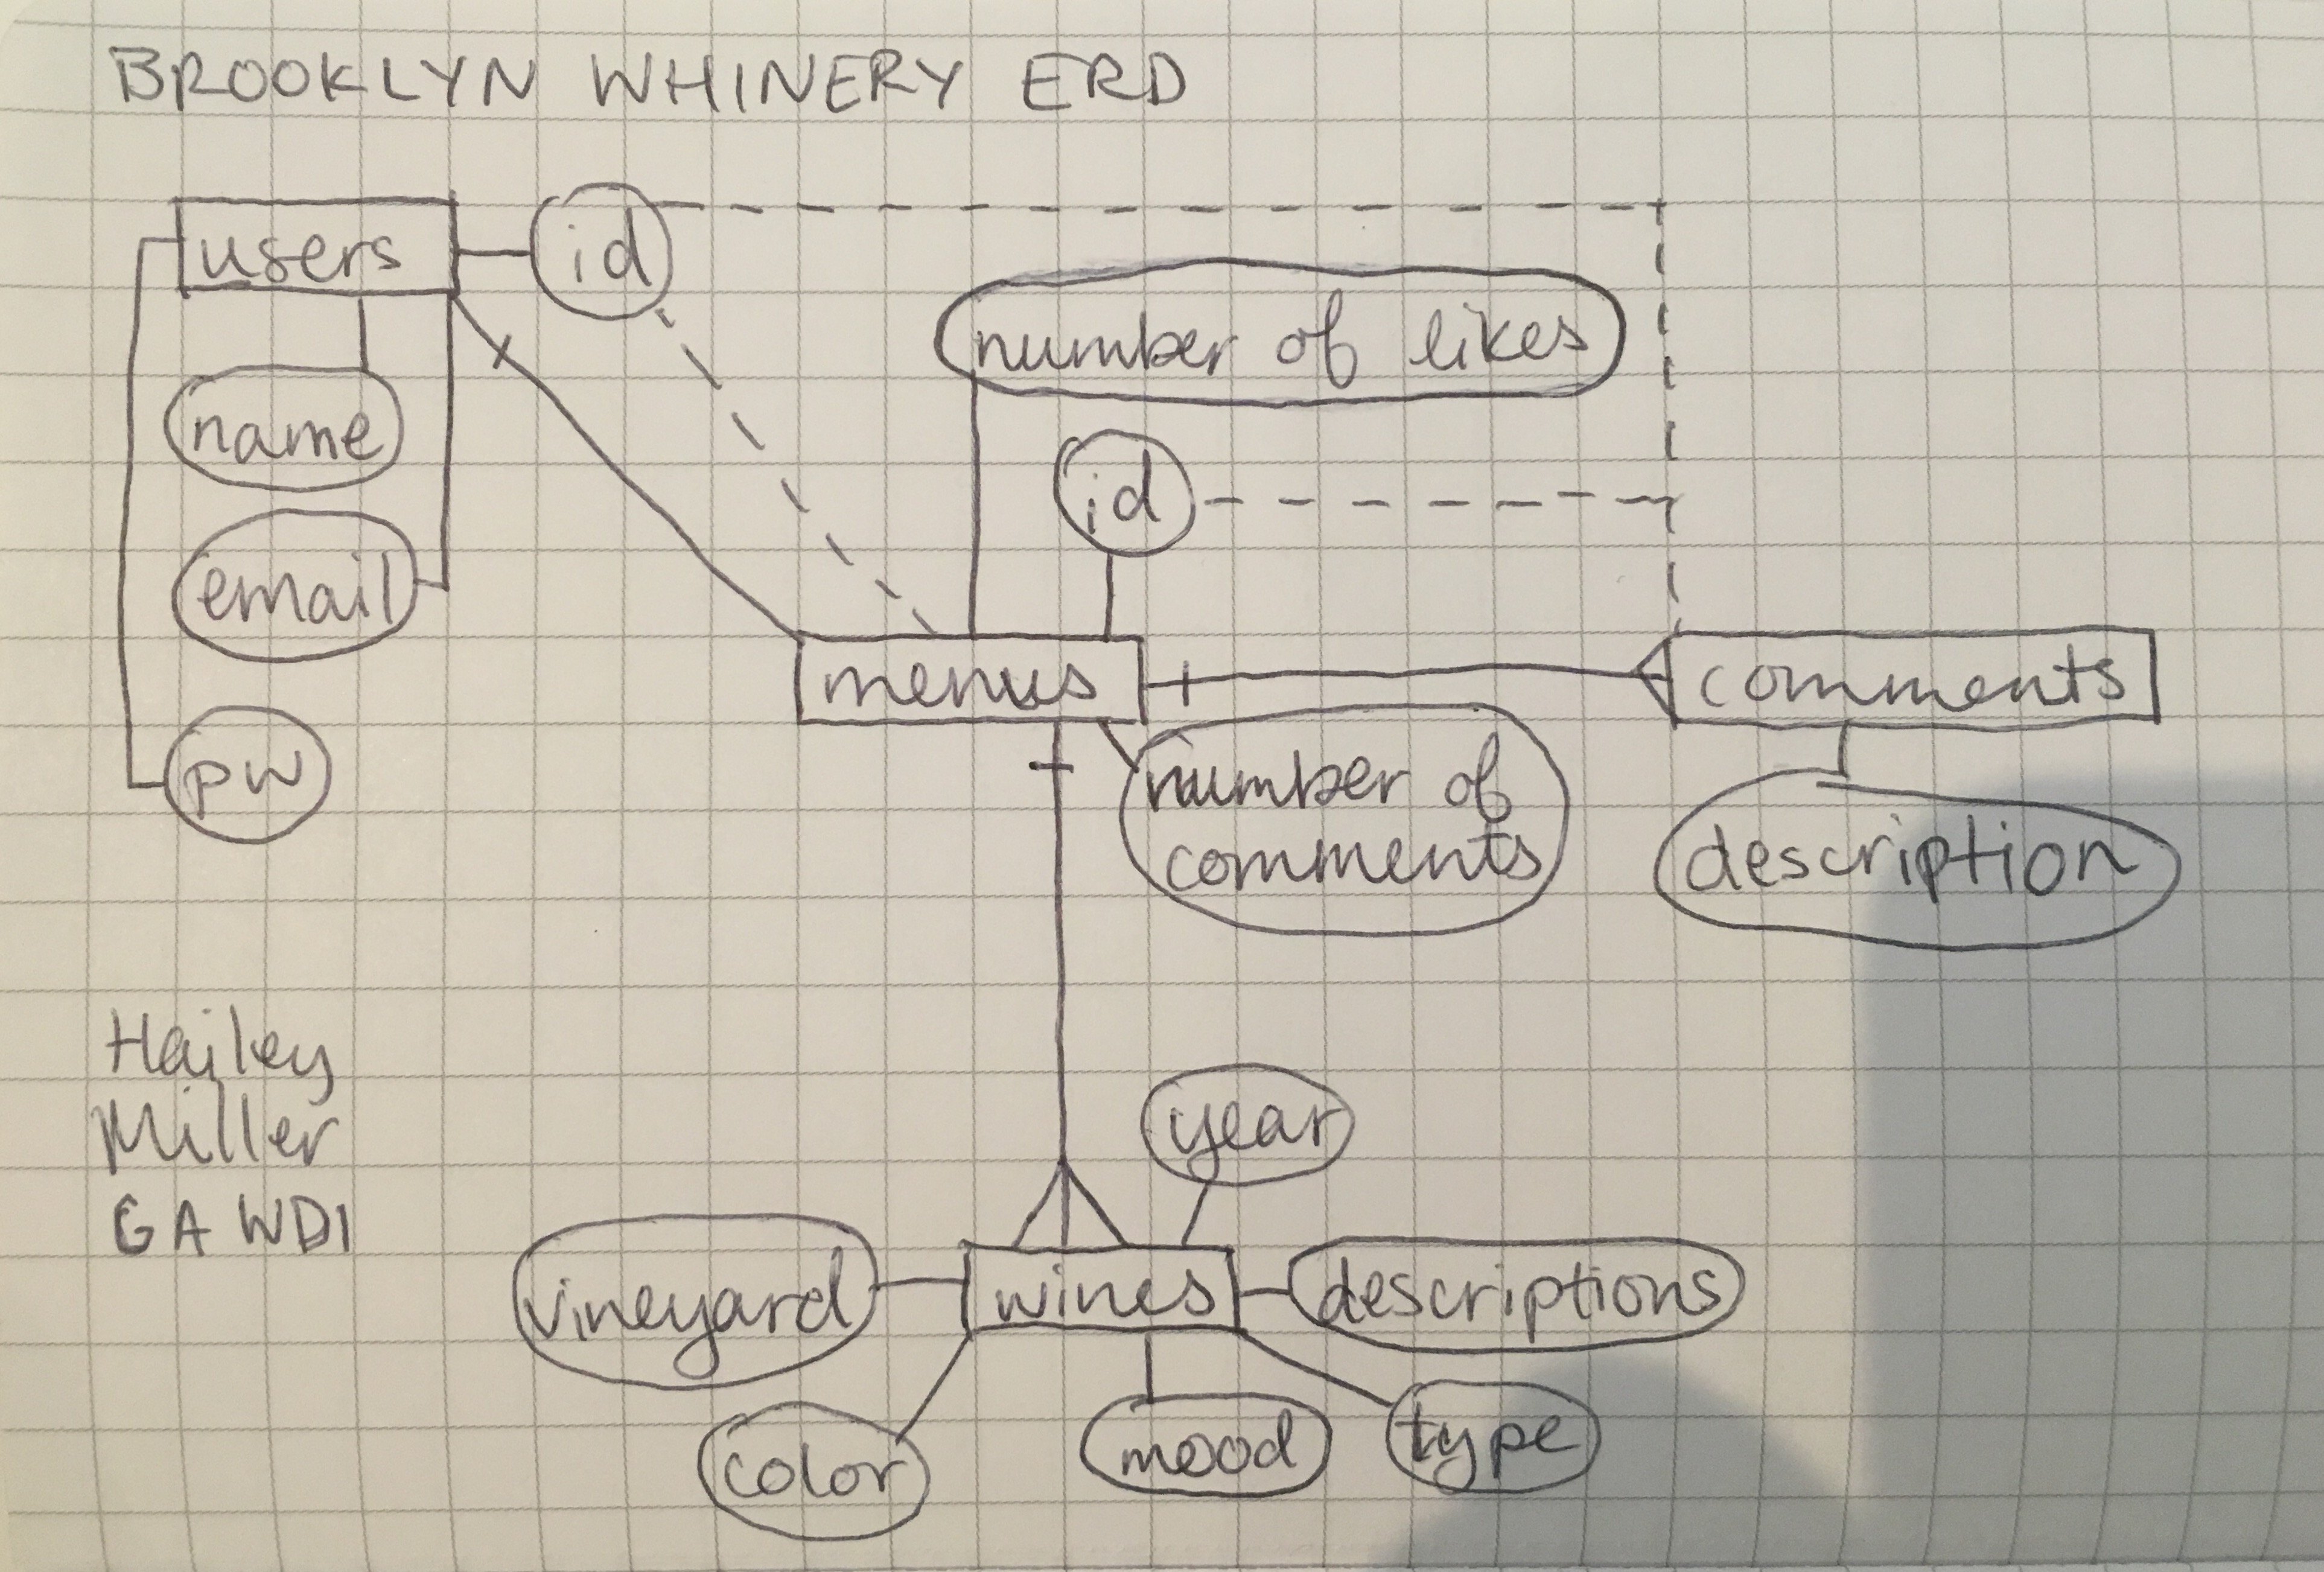 BROOKLYN WHINERY ERD
users
id
number of likes
name
id
email
menus
comments
pw
number of
comments
description
Hailey
Miller
GA WDI
year
vineyard
wines
descriptions
color
mood
type